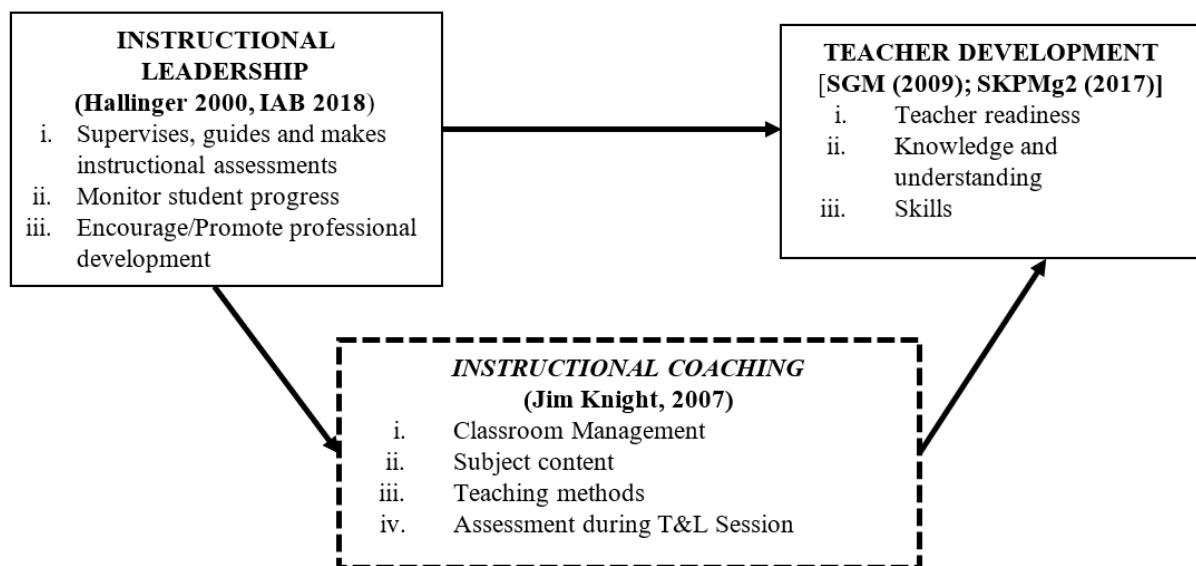 INSTRUCTIONAL
LEADERSHIP
(Hallinger 2000, IAB 2018)
i. Supervises, guides and makes
instructional assessments
ii. Monitor student progress
iii. Encourage/Promote professional
development
TEACHER DEVELOPMENT
[SGM (2009); SKPMg2 (2017)]
i. Teacher readiness
ii. Knowledge and
understanding
iii. Skills
INSTRUCTIONAL COACHING
(Jim Knight, 2007)
i. Classroom Management
ii. Subject content
iii. Teaching methods
iv. Assessment during T&L Session